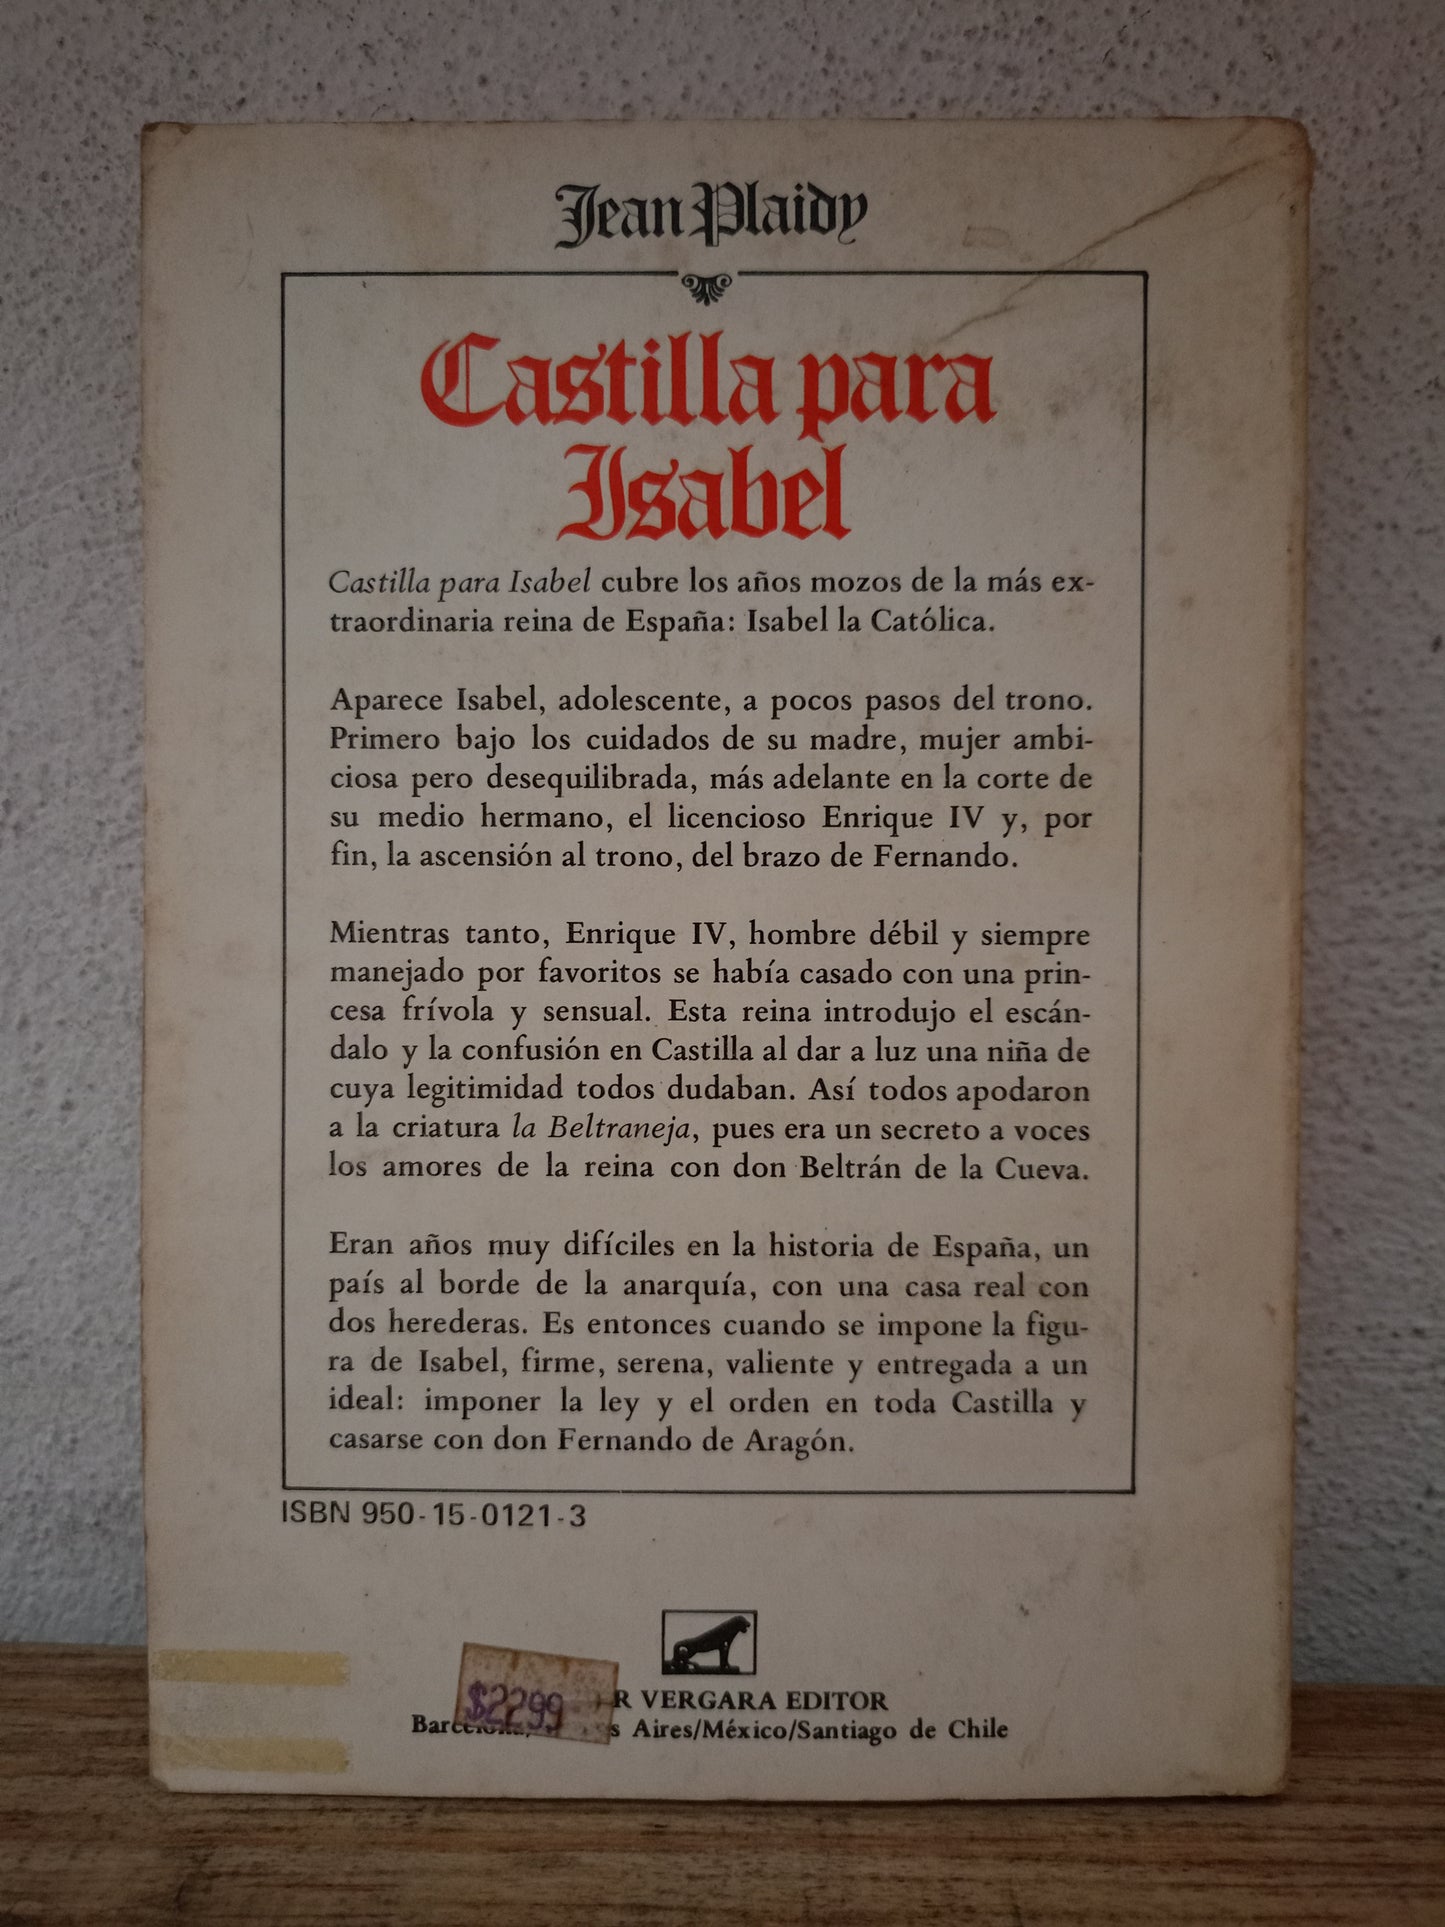 Jean Plaidy
Castilla para
Isabel
Castilla para Isabel cubre los años mozos de la más ex-
traordinaria reina de España: Isabel la Católica.
Aparece Isabel, adolescente, a pocos pasos del trono.
Primero bajo los cuidados de su madre, mujer ambi-
ciosa pero desequilibrada, más adelante en la corte de
su medio hermano, el licencioso Enrique IV y, por
fin, la ascensión al trono, del brazo de Fernando.
Mientras tanto, Enrique IV, hombre débil y siempre
manejado por favoritos se había casado con una prin-
cesa frívola y sensual. Esta reina introdujo el escán-
dalo y la confusión en Castilla al dar a luz una niña de
cuya legitimidad todos dudaban. Así todos apodaron
a la criatura la Beltraneja, pues era un secreto a voces
los amores de la reina con don Beltrán de la Cueva.
Eran años muy difíciles en la historia de España, un
país al borde de la anarquía, con una casa real con
dos herederas. Es entonces cuando se impone la figu-
ra de Isabel, firme, serena, valiente y entregada a un
ideal: imponer la ley y el orden en toda Castilla y
casarse con don Fernando de Aragón.
ISBN 950-15-0121-3
$2299
VERGARA EDITOR
Aires/México/Santiago de Chile